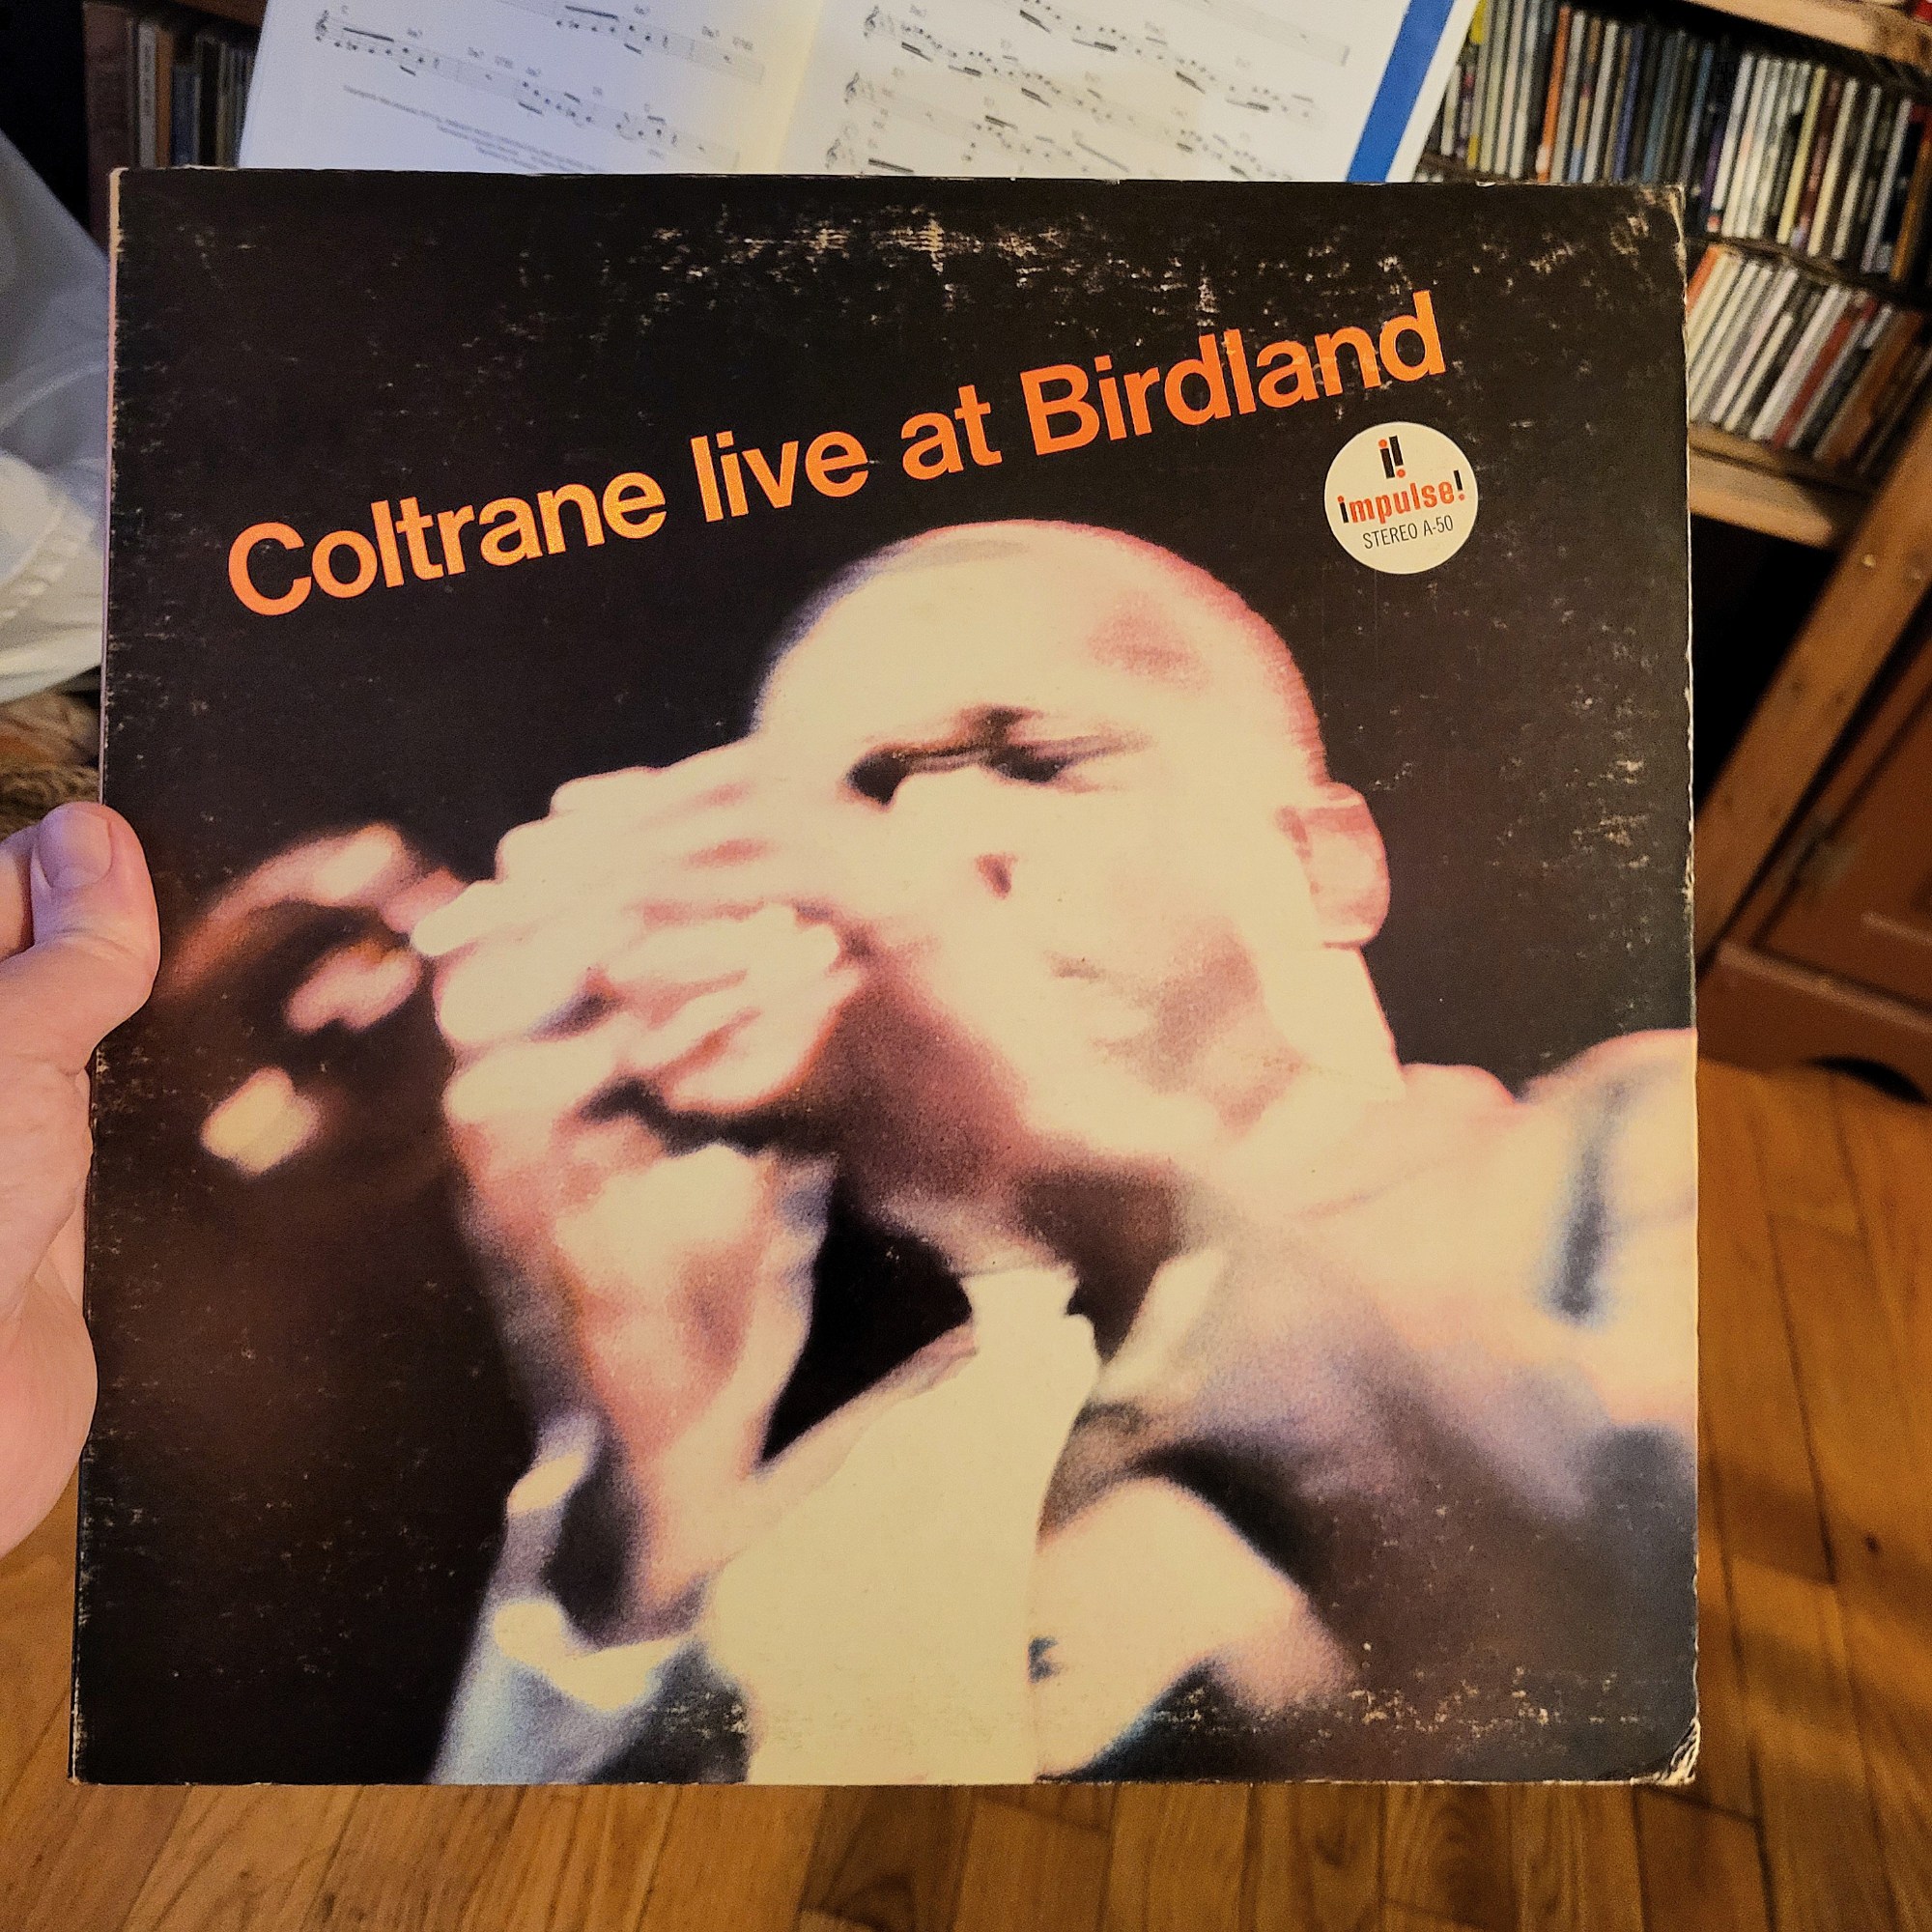 Coltrane live at Birdland
i!
impulse!
STEREO A-50